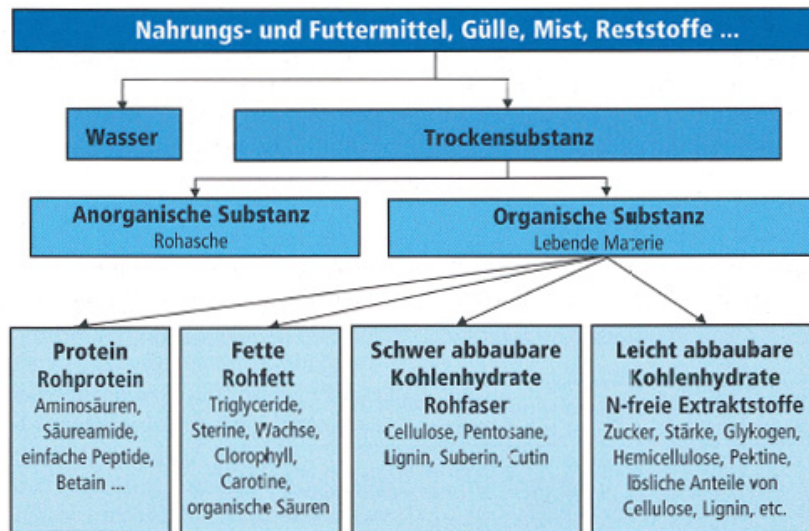 Nahrungs- und Futtermittel, Gülle, Mist, Reststoffe ...
Wasser
Trockensubstanz
Anorganische Substanz
Rohasche
Organische Substanz
Lebende Materie
Protein
Rohprotein
Aminosäuren,
Säureamide,
einfache Peptide,
Betain ...
Fette
Rohfett
Triglyceride,
Sterine, Wachse,
Clorophyll,
Carotine,
organische Säuren
Schwer abbaubare
Kohlenhydrate
Rohfaser
Cellulose, Pentosane,
Lignin, Suberin, Cutin
Leicht abbaubare
Kohlenhydrate
N-freie Extraktstoffe
Zucker, Stärke, Glykogen,
Hemicellulose, Pektine,
lösliche Anteile von
Cellulose, Lignin, etc.